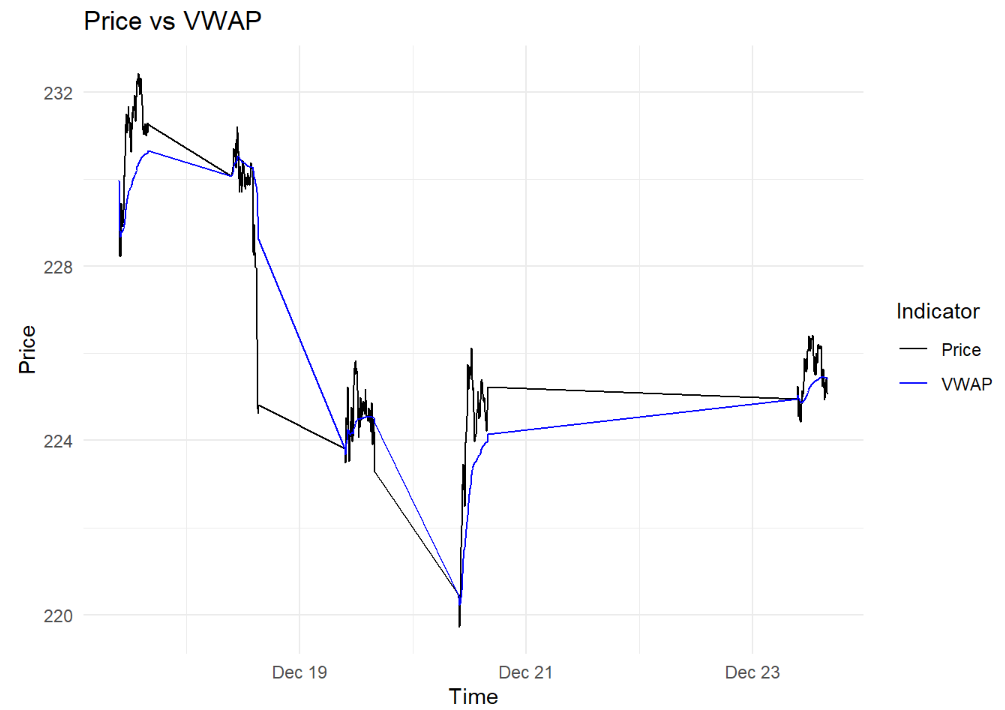 Price vs VWAP
232
228
224
220
Price
Dec 19
Dec 21
Dec 23
Time
Indicator
Price
VWAP